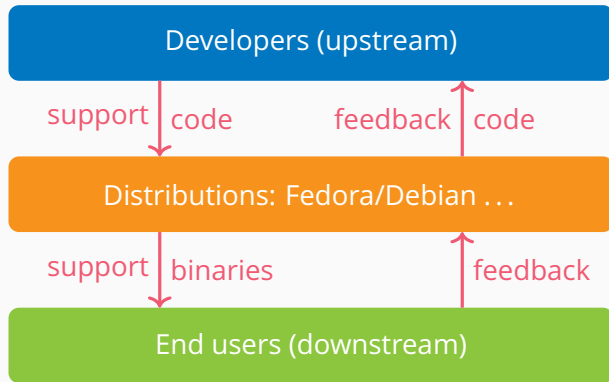 Developers (upstream)
support code feedback code
Distributions: Fedora/Debian ...
support binaries feedback
End users (downstream)